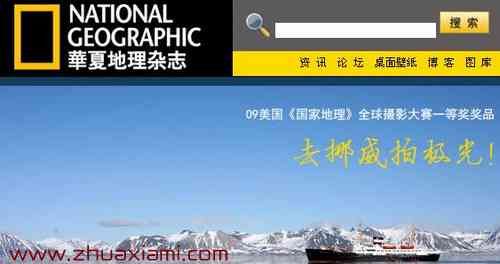 NATIONAL
GEOGRAPHIC
華夏地理杂志
搜 索
资 讯 论 坛 桌面壁纸 博 客 图 库
09美国《国家地理》全球摄影大赛一等奖奖品
去挪威拍极光!
www.zhuaxiami.com